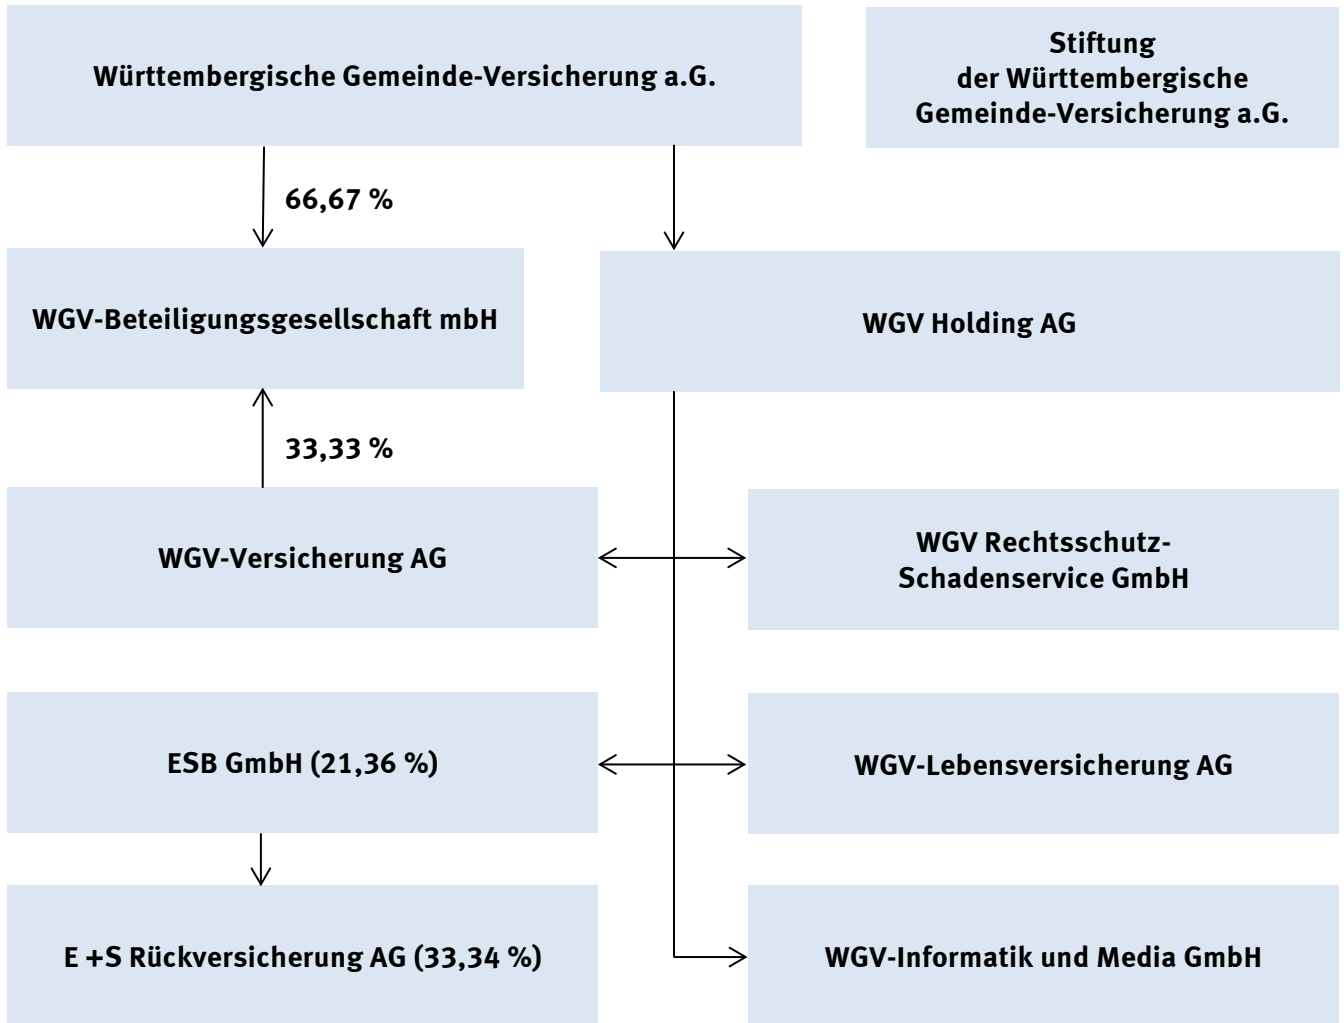 Württembergische Gemeinde-Versicherung a.G.
Stiftung
der Württembergische
Gemeinde-Versicherung a.G.
66,67 %
WGV-Beteiligungsgesellschaft mbH
WGV Holding AG
33,33 %
WGV-Versicherung AG
WGV Rechtsschutz-
Schadenservice GmbH
ESB GmbH (21,36 %)
WGV-Lebensversicherung AG
E +S Rückversicherung AG (33,34 %)
WGV-Informatik und Media GmbH